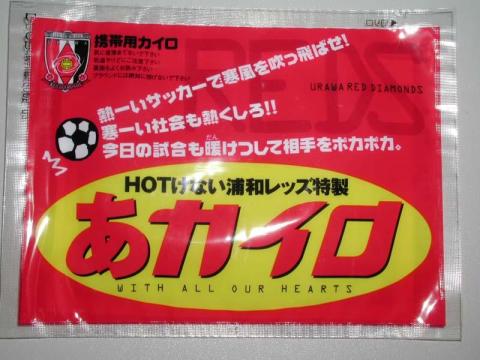 携帯用カイロ
熱ーいサッカーで寒風を吹っ飛ばせ!
寒ーい社会も熱くしろ!!
今日の試合も暖けつして相手をポカポカ。
だん
REDS
URAWA RED DIAMONDS
HOTけない浦和レッズ特製
あカイロ
WITH ALL OUR HEARTS